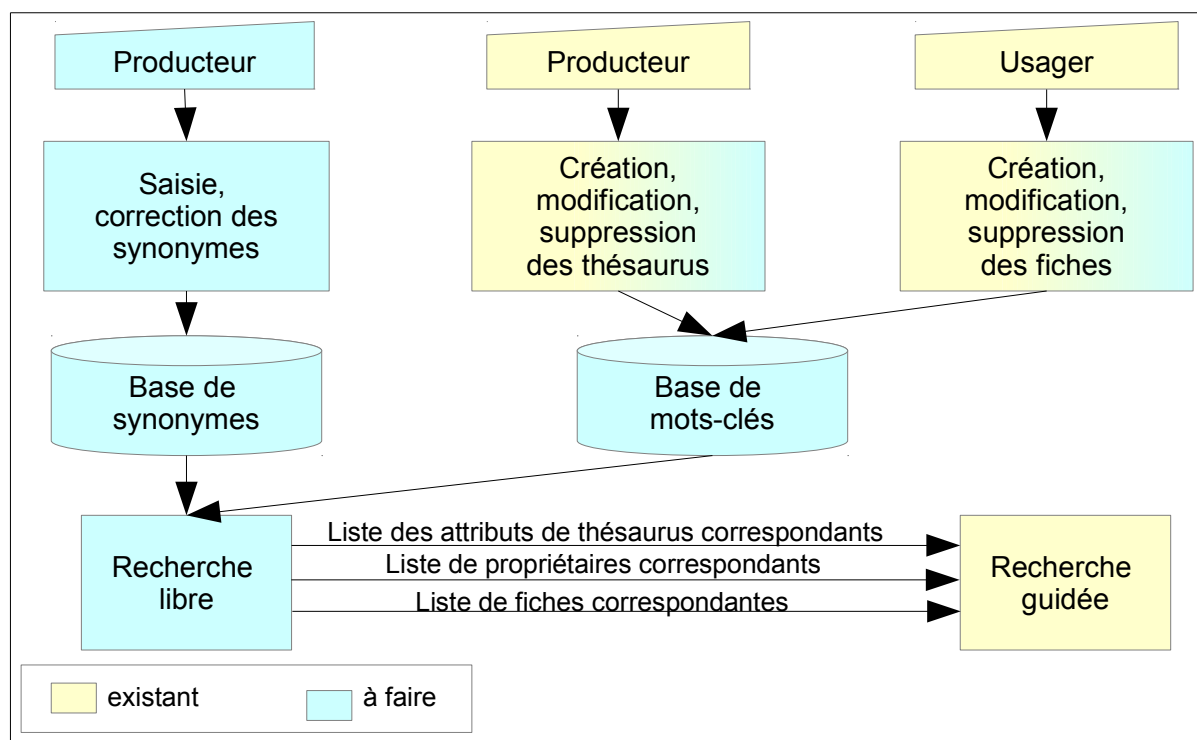 Producteur
Producteur
Usager
Saisie,
correction des
synonymes
Création,
modification,
suppression
des thésaurus
Création,
modification,
suppression
des fiches
Base de
synonymes
Base de
mots-clés
Recherche
libre
Liste des attributs de thésaurus correspondants
Liste de propriétaires correspondants
Liste de fiches correspondantes
Recherche
guidée
existant
à faire